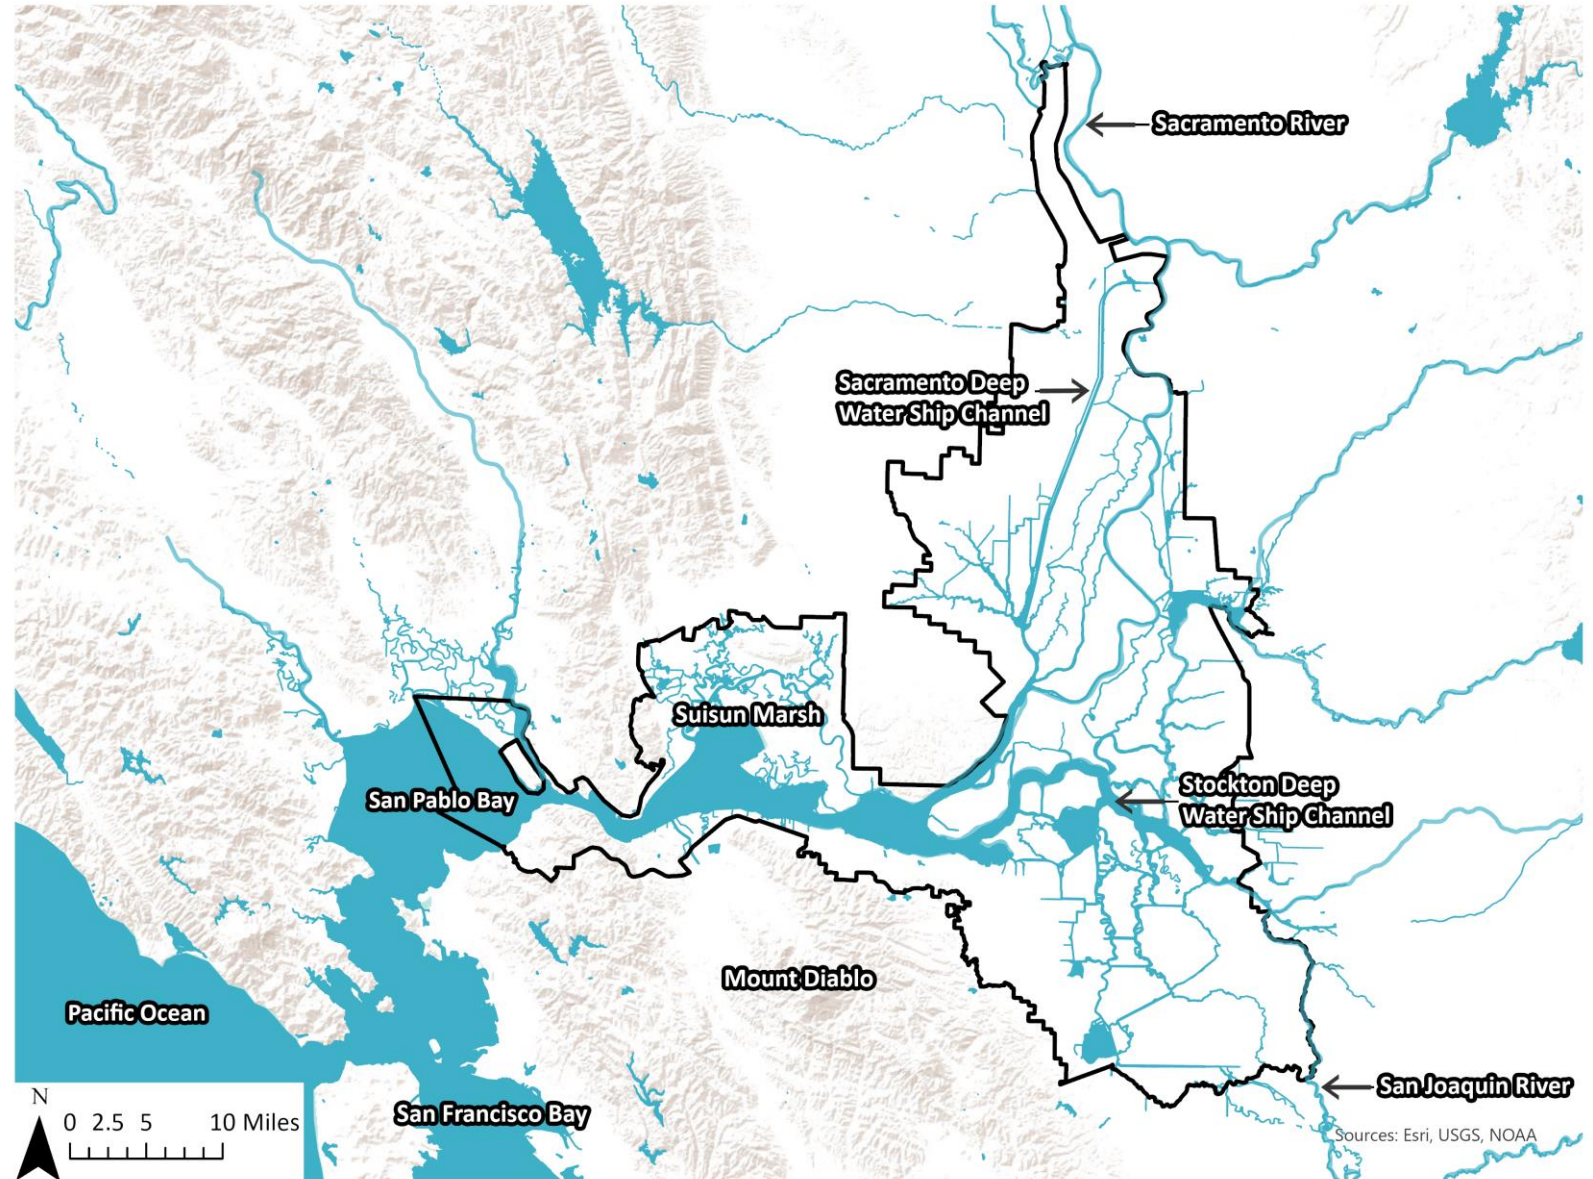 Sacramento River
Sacramento Deep
Water Ship Channel
Suisun Marsh
San Pablo Bay
Stockton Deep
Water Ship Channel
Mount Diablo
Pacific Ocean
San Joaquin River
San Francisco Bay
N
0 2.5 5 10 Miles
Sources: Esri, USGS, NOAA